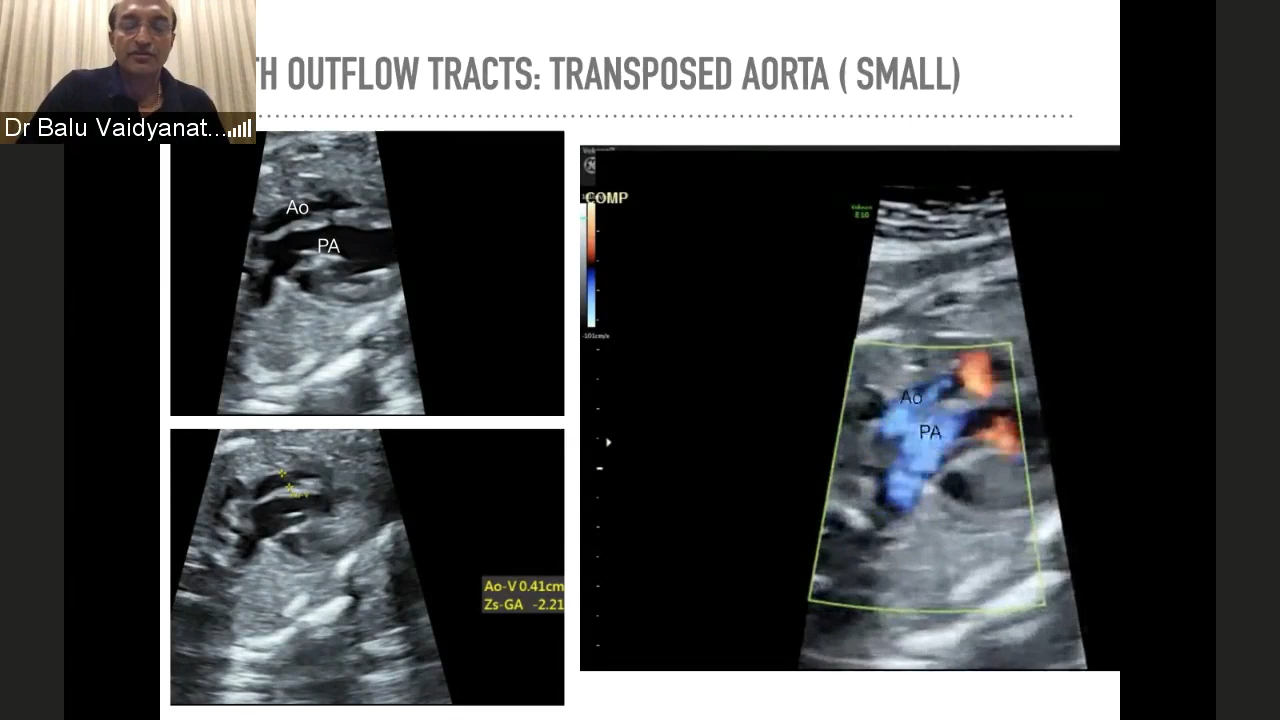 TH OUTFLOW TRACTS: TRANSPOSED AORTA ( SMALL)
Dr Balu Vaidyanat...
Ao
PA
COMP
Ao
PA
Ao-V 0.41cm
Zs-GA -2.21